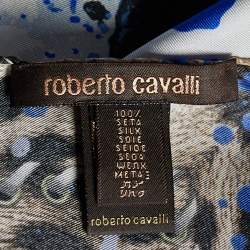 roberto cavalli
100%
SETA
SILK
SOIE
SEIDE
SEDA
roberto cavalli